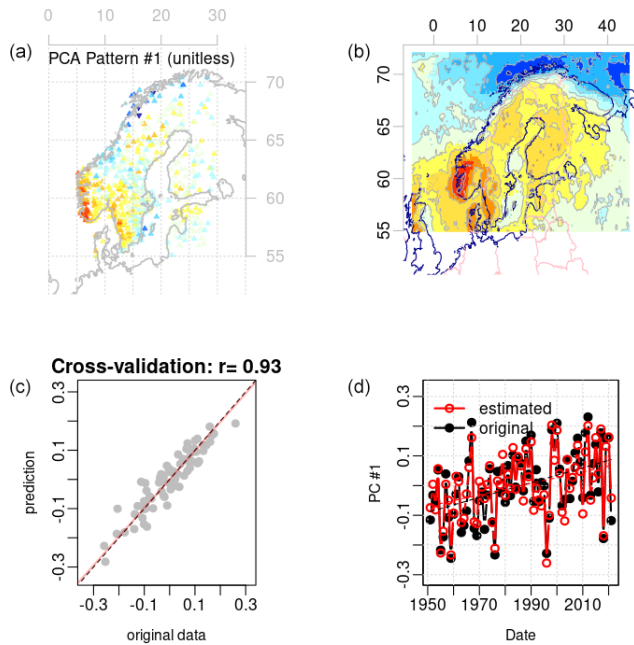 0 10 20 30
(a)
PCA Pattern #1 (unitless)
70
65
60
55
0 10 20 30 40
(b)
70
65
60
55
Cross-validation: r= 0.93
(c)
0.3
0.1
-0.1
-0.3
prediction
-0.3 -0.1 0.1 0.3
original data
(d)
0.3
0.1
-0.1
-0.3
PC #1
estimated
original
1950 1970 1990 2010
Date